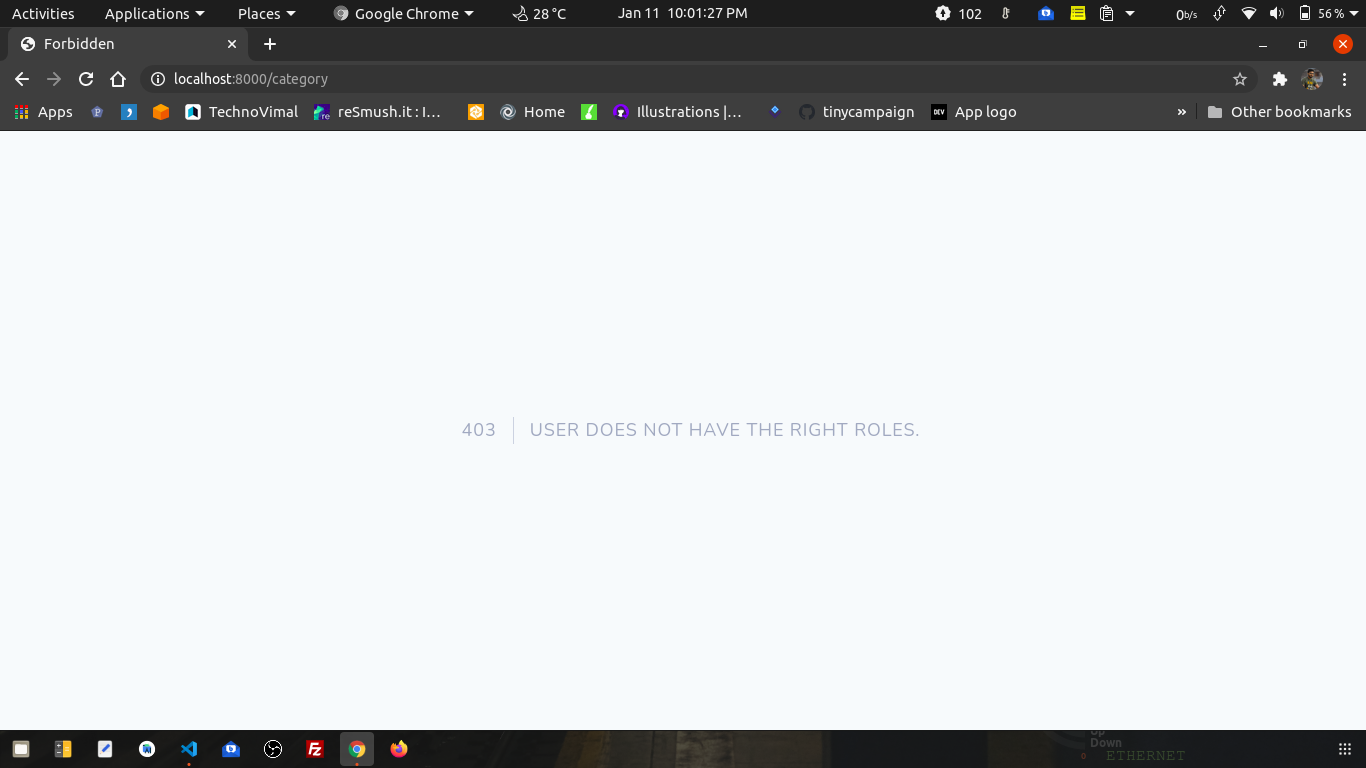 Activities Applications Places Google Chrome 28 °C Jan 11 10:01:27 PM 102 0b/s 56 %
Forbidden
localhost:8000/category
Apps TechnoVimal reSmush.it : I… Home Illustrations |… tinycampaign DEV App logo » Other bookmarks
403 USER DOES NOT HAVE THE RIGHT ROLES.
Up
Down
0 ETHERNET